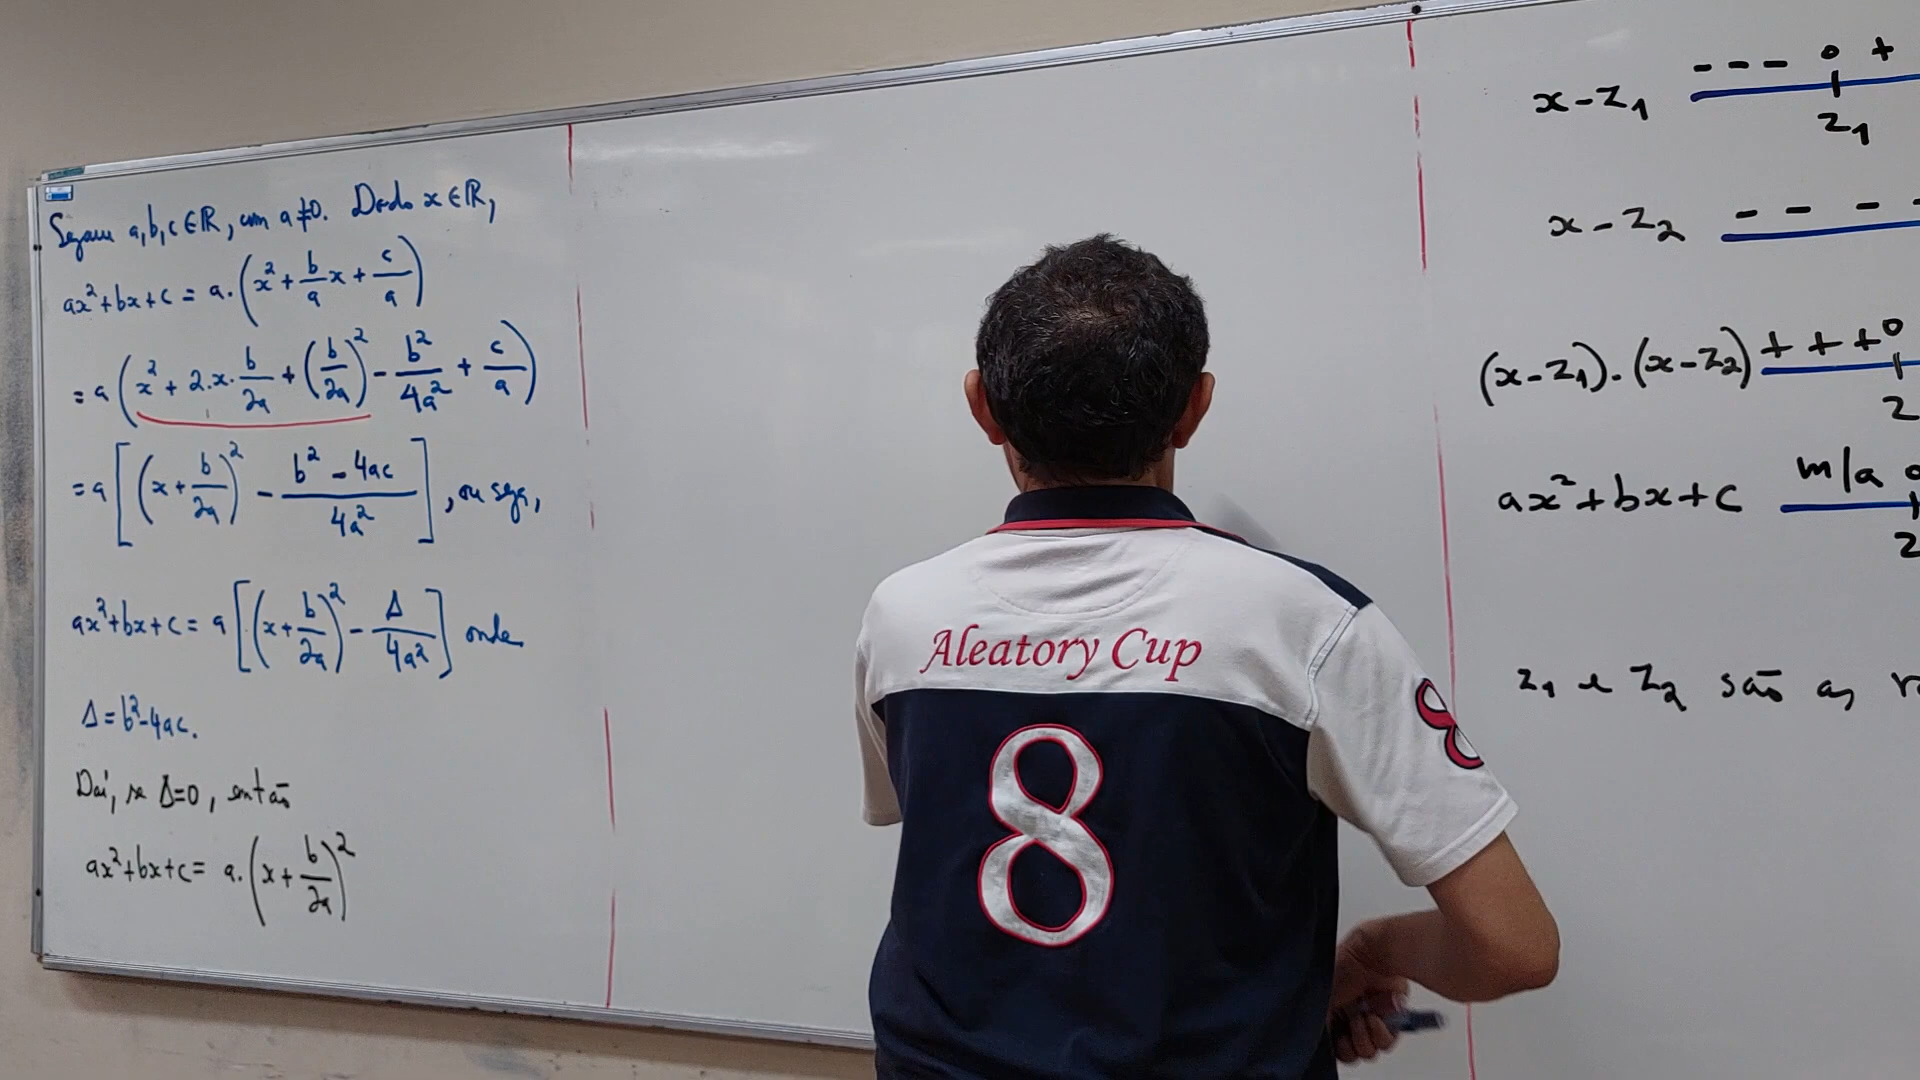 Sejam a,b,c ∈ ℝ, com a ≠ 0. Dado x ∈ ℝ,
ax² + bx + c = a.(x² + b/a x + c/a)
= a (x² + 2.x. b/2a + (b/2a)² - b²/4a² + c/a)
= a [(x + b/2a)² - (b² - 4ac)/4a²], ou seja,
ax² + bx + c = a [(x + b/2a)² - Δ/4a²] onde
Δ = b² - 4ac.
Daí, se Δ=0, então
ax² + bx + c = a.(x + b/2a)²
Aleatory Cup
8
8
x - z₁ - - - 0 +
z₁
x - z₂ - - - -
(x - z₁).(x - z₂) + + + 0
ax² + bx + c m/a 0
z₁ e z₂ são as